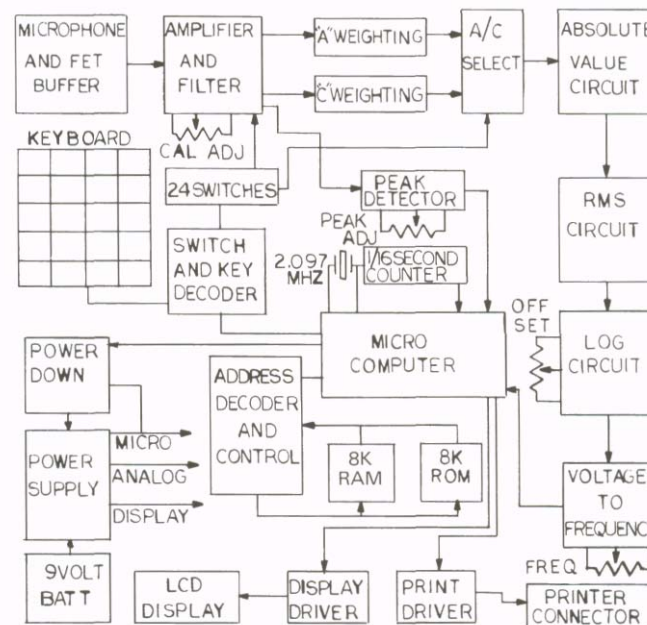 MICROPHONE
AND FET
BUFFER
AMPLIFIER
AND
FILTER
"A" WEIGHTING
"C" WEIGHTING
A/C
SELECT
ABSOLUTE
VALUE
CIRCUIT
KEYBOARD
CAL ADJ
24 SWITCHES
PEAK
DETECTOR
RMS
CIRCUIT
SWITCH
AND KEY
DECODER
PEAK
ADJ
2.097
MHZ
1/16 SECOND
COUNTER
OFF
SET
LOG
CIRCUIT
MICRO
COMPUTER
POWER
DOWN
ADDRESS
DECODER
AND
CONTROL
MICRO
ANALOG
DISPLAY
POWER
SUPPLY
8K
RAM
8K
ROM
VOLTAGE
TO
FREQUENC
FREQ
9 VOLT
BATT
LCD
DISPLAY
DISPLAY
DRIVER
PRINT
DRIVER
PRINTER
CONNECTOR